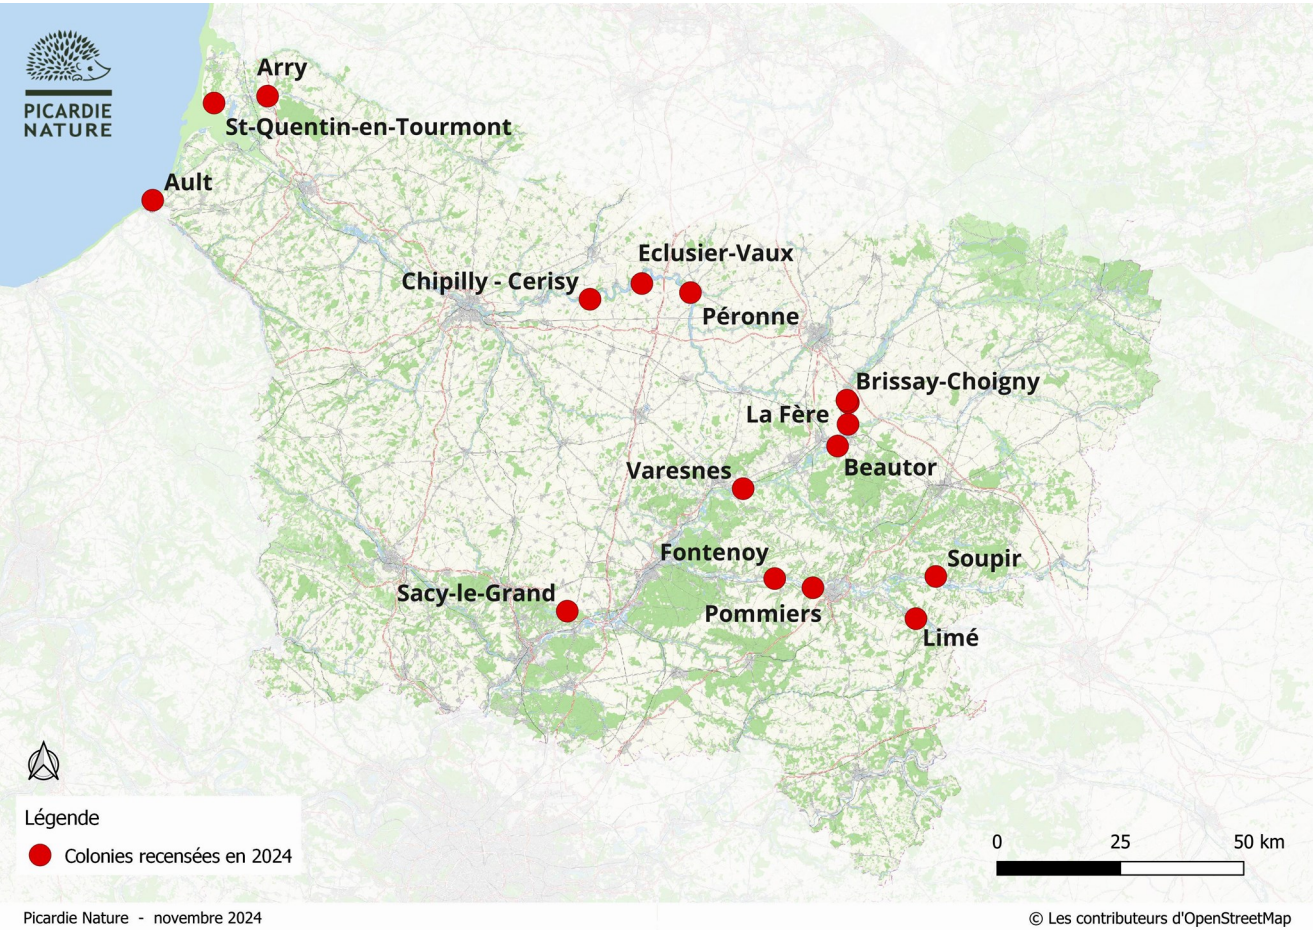 PICARDIE
NATURE
Arry
St-Quentin-en-Tourmont
Ault
Eclusier-Vaux
Chipilly - Cerisy
Péronne
Brissay-Choigny
La Fère
Beautor
Varesnes
Fontenoy
Soupir
Sacy-le-Grand
Pommiers
Limé
Légende
Colonies recensées en 2024
0 25 50 km
Picardie Nature - novembre 2024
© Les contributeurs d'OpenStreetMap